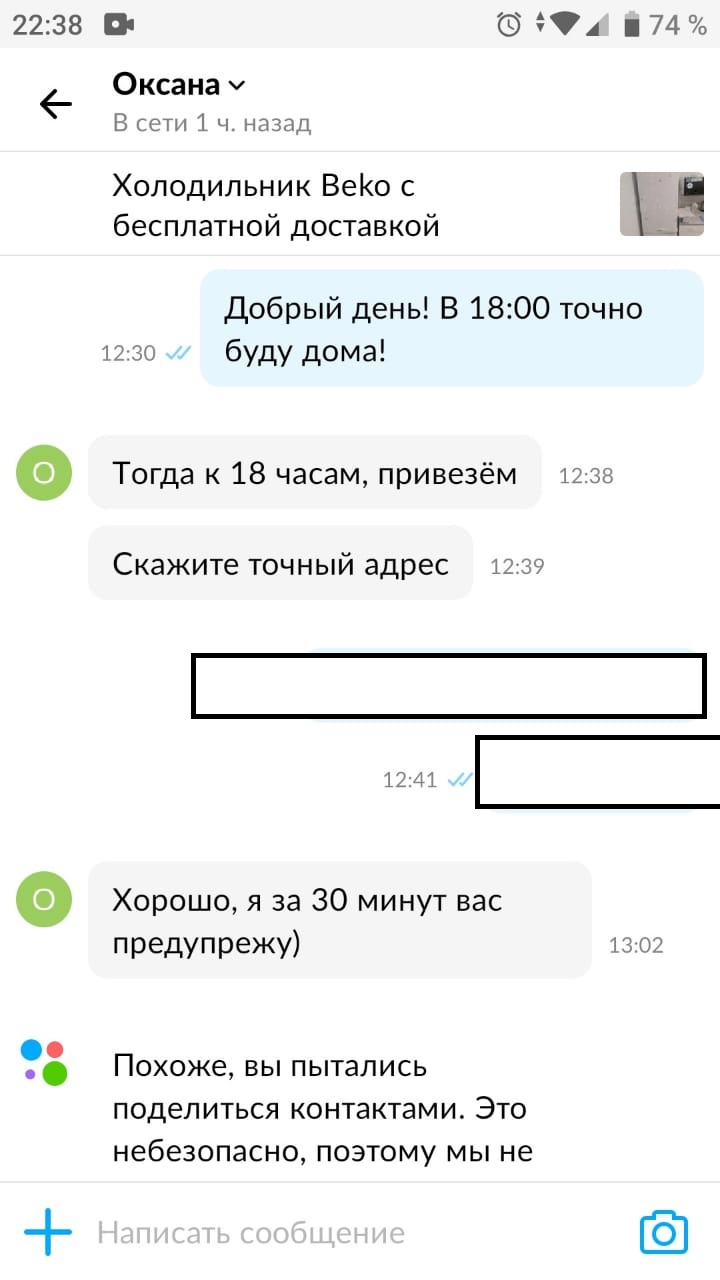 22:38 74 %
Оксана
В сети 1 ч. назад
Холодильник Beko с
бесплатной доставкой
Добрый день! В 18:00 точно
буду дома!
12:30
О
Тогда к 18 часам, привезём
12:38
Скажите точный адрес
12:39
12:41
О
Хорошо, я за 30 минут вас
предупрежу)
13:02
Похоже, вы пытались
поделиться контактами. Это
небезопасно, поэтому мы не
Написать сообщение